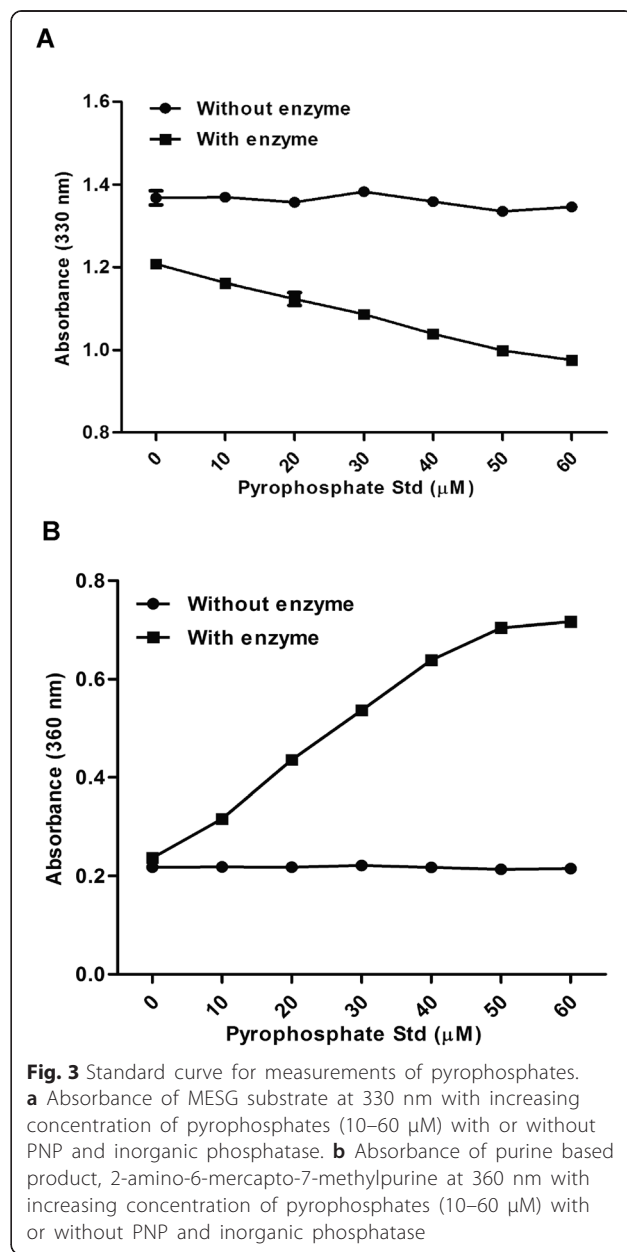 A
1.6
Without enzyme
With enzyme
1.4
1.2
1.0
0.8
Absorbance (330 nm)
0 10 20 30 40 50 60
Pyrophosphate Std (µM)
B
0.8
Without enzyme
With enzyme
0.6
0.4
0.2
0.0
Absorbance (360 nm)
0 10 20 30 40 50 60
Pyrophosphate Std (µM)
Fig. 3 Standard curve for measurements of pyrophosphates.
a Absorbance of MESG substrate at 330 nm with increasing
concentration of pyrophosphates (10–60 µM) with or without
PNP and inorganic phosphatase. b Absorbance of purine based
product, 2-amino-6-mercapto-7-methylpurine at 360 nm with
increasing concentration of pyrophosphates (10–60 µM) with
or without PNP and inorganic phosphatase